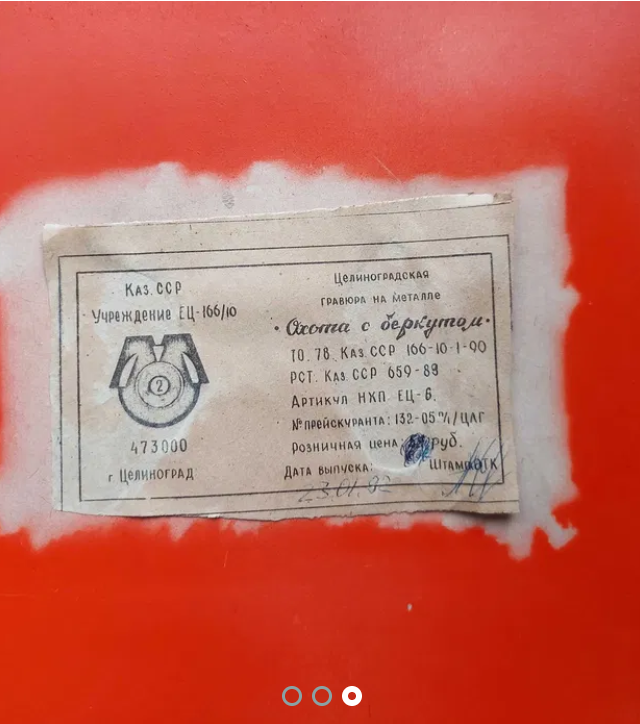 Каз. ССР
Учреждение ЕЦ-166/10
2
473000
г. Целиноград
Целиноградская
гравюра на металле
• Охота с беркутом •
ТО. 78. Каз. ССР 166-10-1-90
РСТ. Каз. ССР 659-89
Артикул НХП ЕЦ-6.
№ прейскуранта: 132-05
Розничная цена: руб.
Дата выпуска: Штамп ОТК
23.01.92